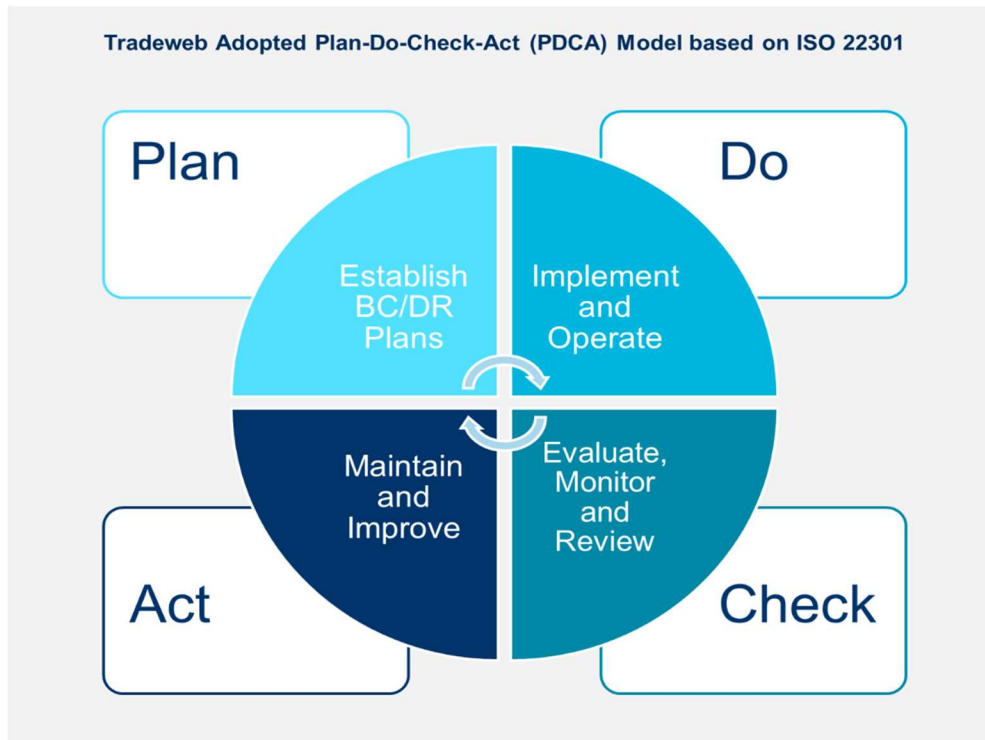 Tradeweb Adopted Plan-Do-Check-Act (PDCA) Model based on ISO 22301
Plan
Do
Establish
BC/DR
Plans
Implement
and
Operate
Maintain
and
Improve
Evaluate,
Monitor
and
Review
Act
Check